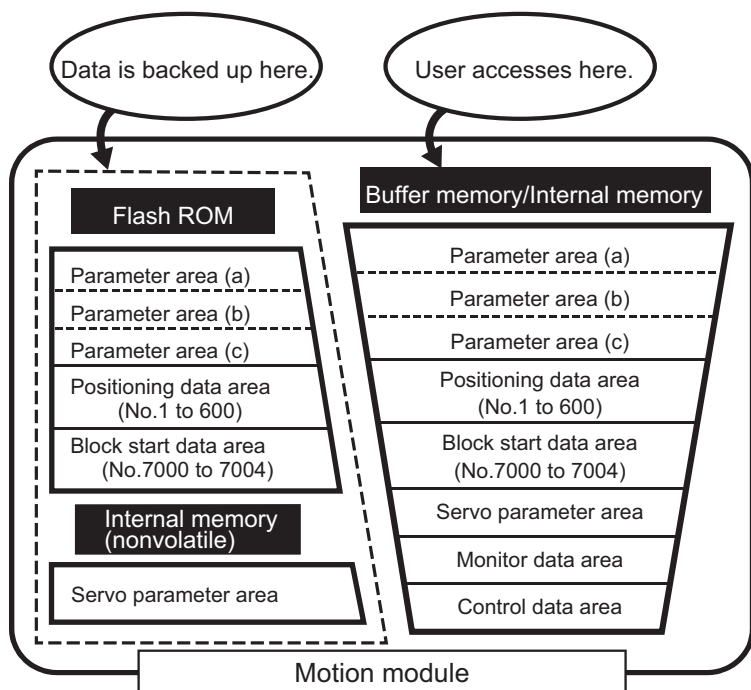 Data is backed up here.
User accesses here.
Flash ROM
Parameter area (a)
Parameter area (b)
Parameter area (c)
Positioning data area
(No.1 to 600)
Block start data area
(No.7000 to 7004)
Internal memory
(nonvolatile)
Servo parameter area
Buffer memory/Internal memory
Parameter area (a)
Parameter area (b)
Parameter area (c)
Positioning data area
(No.1 to 600)
Block start data area
(No.7000 to 7004)
Servo parameter area
Monitor data area
Control data area
Motion module